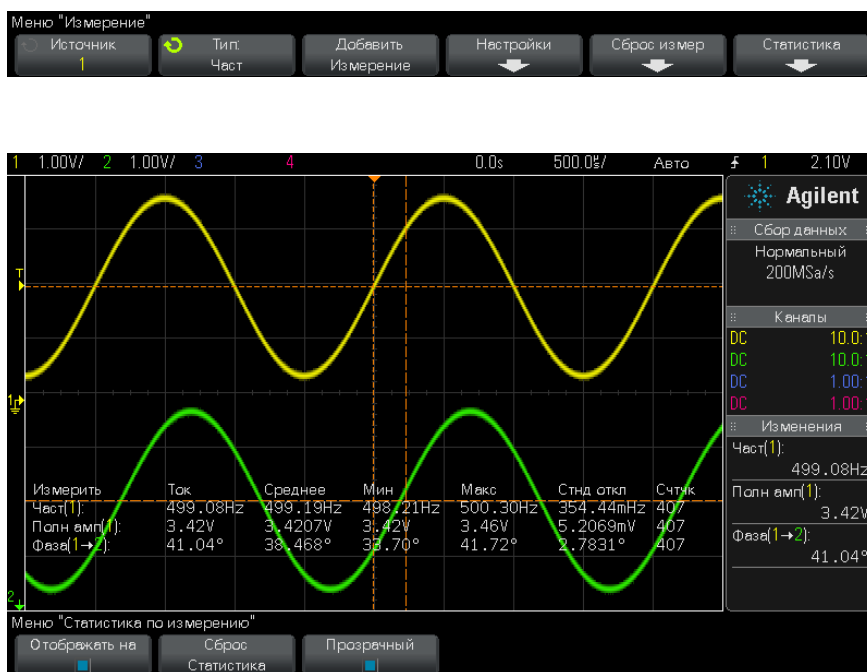 Меню "Измерение"
Источник Тип: Добавить Настройки Сброс измер Статистика
1 Част Измерение
1 1.00V/ 2 1.00V/ 3 4 0.0s 500.0µs/ Авто 1 2.10V
T
Agilent
Сбор данных
Нормальный
200MSa/s
Каналы
DC 10.0:
DC 10.0:
DC 1.00:
DC 1.00:
Изменения
Част(1):
499.08Hz
Полн амп(1):
3.42V
Фаза(1→2):
41.04°
1
Измерить Ток Среднее Мин Макс Стнд откл Счтчк
Част(1): 499.08Hz 499.19Hz 498.21Hz 500.30Hz 354.44mHz 407
Полн амп(1): 3.42V 3.4207V 3.42V 3.46V 5.2069mV 407
Фаза(1→2): 41.04° 38.468° 33.70° 41.72° 2.7831° 407
2
Меню "Статистика по измерению"
Отображать на Сброс Прозрачный
Статистика